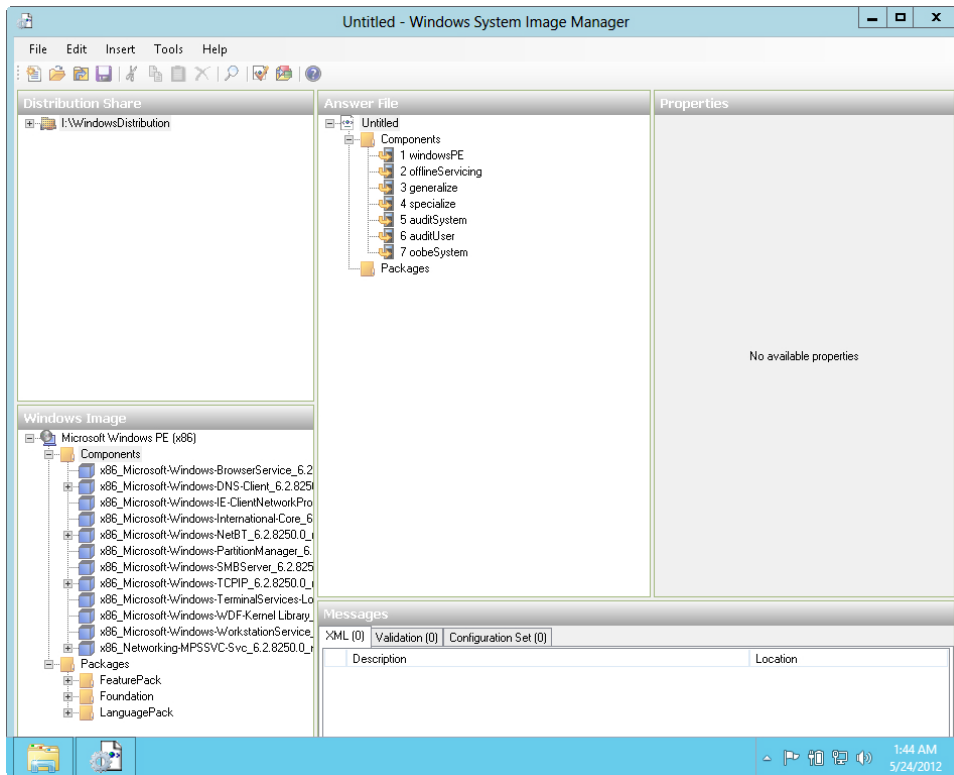 Untitled - Windows System Image Manager
File Edit Insert Tools Help
Distribution Share
I:\WindowsDistribution
Answer File
Untitled
Components
1 windowsPE
2 offlineServicing
3 generalize
4 specialize
5 auditSystem
6 auditUser
7 oobeSystem
Packages
Properties
No available properties
Windows Image
Microsoft Windows PE (x86)
Components
x86_Microsoft-Windows-BrowserService_6.2
x86_Microsoft-Windows-DNS-Client_6.2.8250
x86_Microsoft-Windows-IE-ClientNetworkPro
x86_Microsoft-Windows-International-Core_6
x86_Microsoft-Windows-NetBT_6.2.8250.0_
x86_Microsoft-Windows-PartitionManager_6.
x86_Microsoft-Windows-SMBServer_6.2.825
x86_Microsoft-Windows-TCPIP_6.2.8250.0_
x86_Microsoft-Windows-TerminalServices-Lo
x86_Microsoft-Windows-WDF-Kernel Library_
x86_Microsoft-Windows-WorkstationService_
x86_Networking-MPSSVC-Svc_6.2.8250.0_
Packages
FeaturePack
Foundation
LanguagePack
Messages
XML (0) Validation (0) Configuration Set (0)
Description Location
1:44 AM
5/24/2012